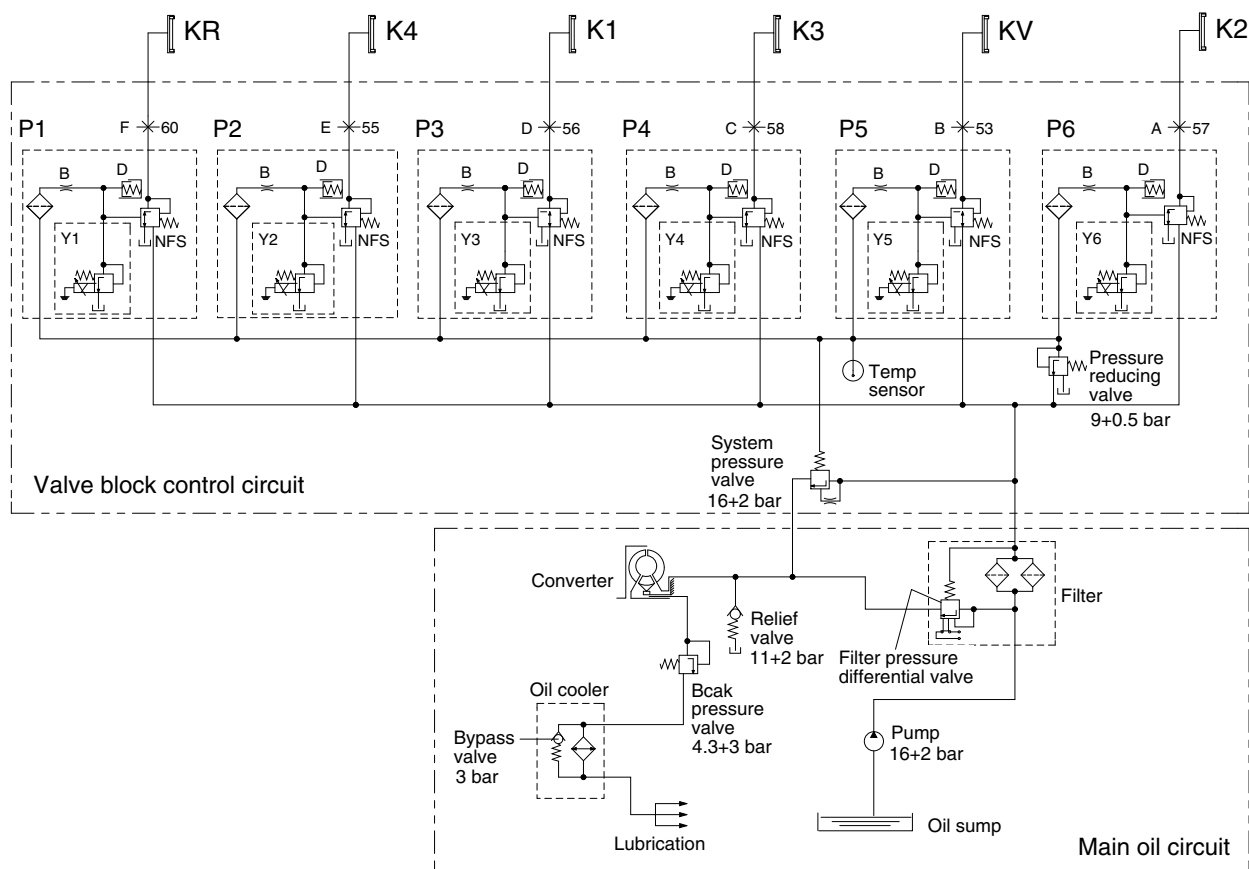 KR
K4
K1
K3
KV
K2
P1
F
60
P2
E
55
P3
D
56
P4
C
58
P5
B
53
P6
A
57
B
D
B
D
B
D
B
D
B
D
B
D
Y1
NFS
Y2
NFS
Y3
NFS
Y4
NFS
Y5
NFS
Y6
NFS
Temp
sensor
Pressure
reducing
valve
9+0.5 bar
System
pressure
valve
16+2 bar
Valve block control circuit
Converter
Relief
valve
11+2 bar
Filter
Filter pressure
differential valve
Oil cooler
Bcak
pressure
valve
4.3+3 bar
Bypass
valve
3 bar
Pump
16+2 bar
Lubrication
Oil sump
Main oil circuit